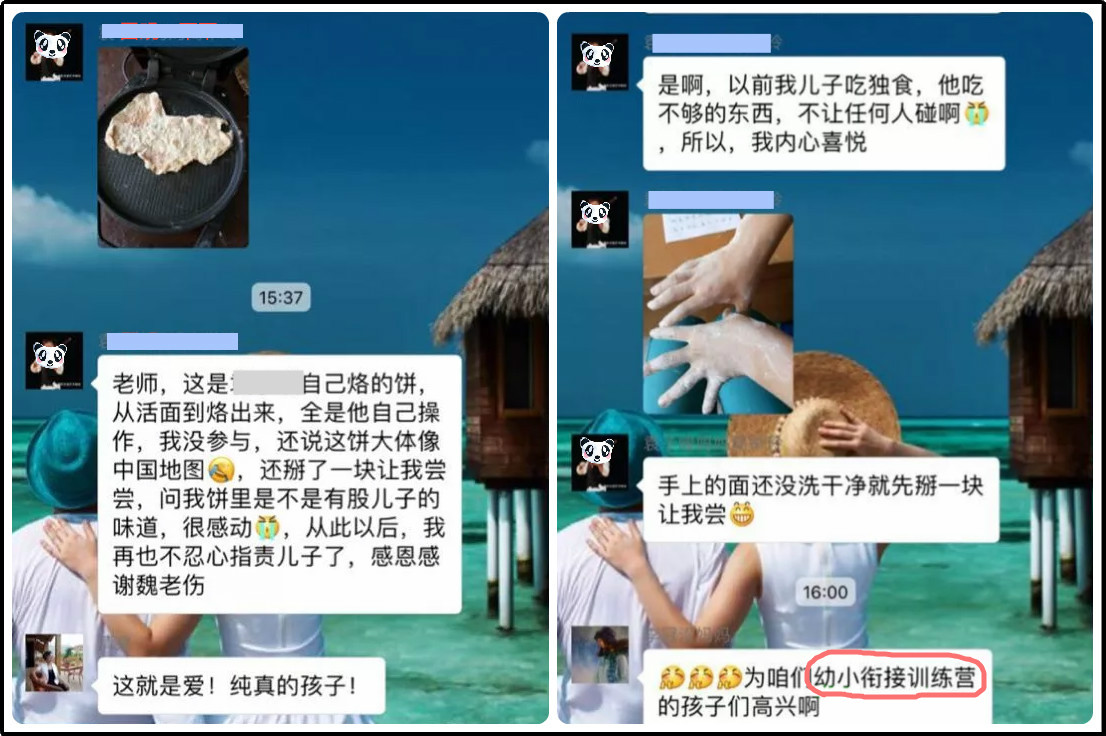 15:37
老师，这是
自己烙的饼，
从活面到烙出来，全是他自己操
作，我没参与，还说这饼大体像
中国地图🤣，还掰了一块让我尝
尝，问我饼里是不是有股儿子的
味道，很感动😭，从此以后，我
再也不忍心指责儿子了，感恩感
谢魏老伤
这就是爱！纯真的孩子！
是啊，以前我儿子吃独食，他吃
不够的东西，不让任何人碰啊😭
，所以，我内心喜悦
手上的面还没洗干净就先掰一块
让我尝😁
16:00
为咱们幼小衔接训练营
的孩子们高兴啊